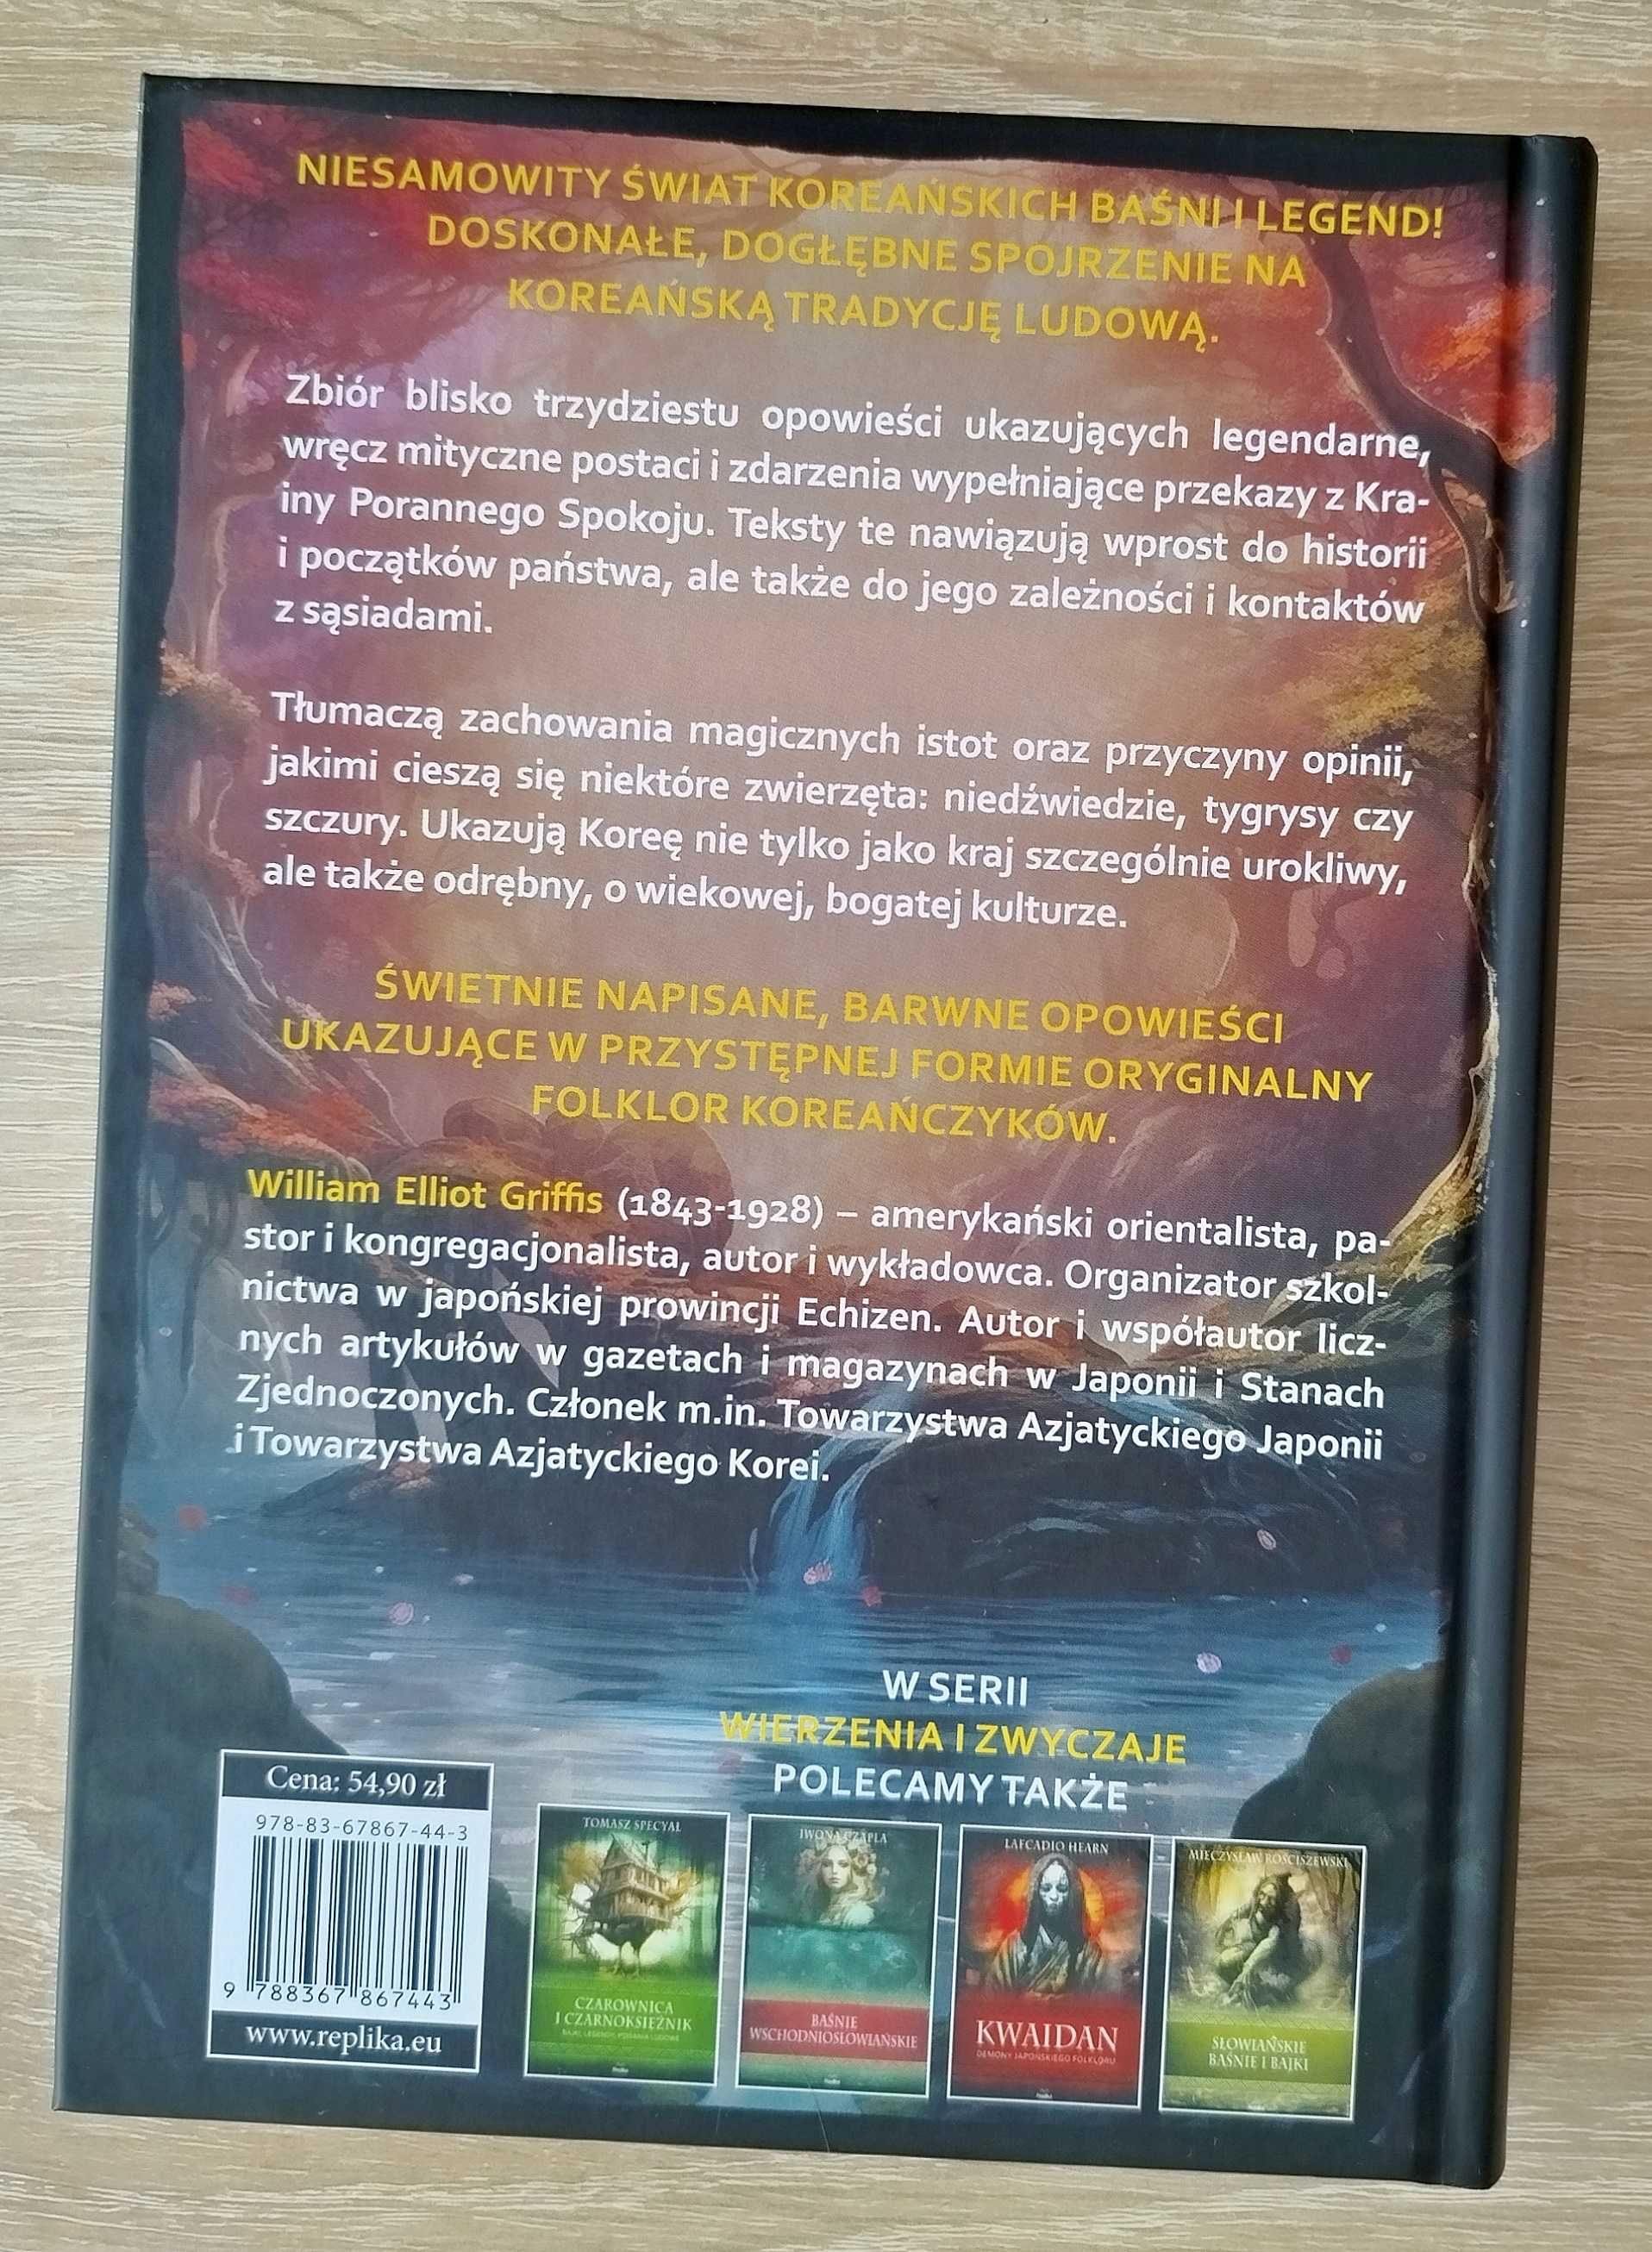 NIESAMOWITY ŚWIAT KOREAŃSKICH BAŚNI I LEGEND!
DOSKONAŁE, DOGŁĘBNE SPOJRZENIE NA
KOREAŃSKĄ TRADYCJĘ LUDOWĄ.
Zbiór blisko trzydziestu opowieści ukazujących legendarne,
wręcz mityczne postaci i zdarzenia wypełniające przekazy z Kra-
iny Porannego Spokoju. Teksty te nawiązują wprost do historii
i początków państwa, ale także do jego zależności i kontaktów
z sąsiadami.
Tłumaczą zachowania magicznych istot oraz przyczyny opinii,
jakimi cieszą się niektóre zwierzęta: niedźwiedzie, tygrysy czy
szczury. Ukazują Koreę nie tylko jako kraj szczególnie urokliwy,
ale także odrębny, o wiekowej, bogatej kulturze.
ŚWIETNIE NAPISANE, BARWNE OPOWIEŚCI
UKAZUJĄCE W PRZYSTĘPNEJ FORMIE ORYGINALNY
FOLKLOR KOREAŃCZYKÓW.
William Elliot Griffis (1843-1928) – amerykański orientalista, pa-
stor i kongregacjonalista, autor i wykładowca. Organizator szkol-
nictwa w japońskiej prowincji Echizen. Autor i współautor licz-
nych artykułów w gazetach i magazynach w Japonii i Stanach
Zjednoczonych. Członek m.in. Towarzystwa Azjatyckiego Japonii
i Towarzystwa Azjatyckiego Korei.
W SERII
WIERZENIA I ZWYCZAJE
POLECAMY TAKŻE
Cena: 54,90 zł
978-83-67867-44-3
9 788367 867443
www.replika.eu
TOMASZ SPECYAŁ
CZAROWNICA
I CZARNOKSIĘŻNIK
BAJKI, LEGENDY, PODANIA LUDOWE
IWONA CZAPLA
BAŚNIE
WSCHODNIOSŁOWIAŃSKIE
LAFCADIO HEARN
KWAIDAN
DEMONY JAPOŃSKIEGO FOLKLORU
MIECZYSŁAW ROŚCISZEWSKI
SŁOWIAŃSKIE
BAŚNIE I BAJKI